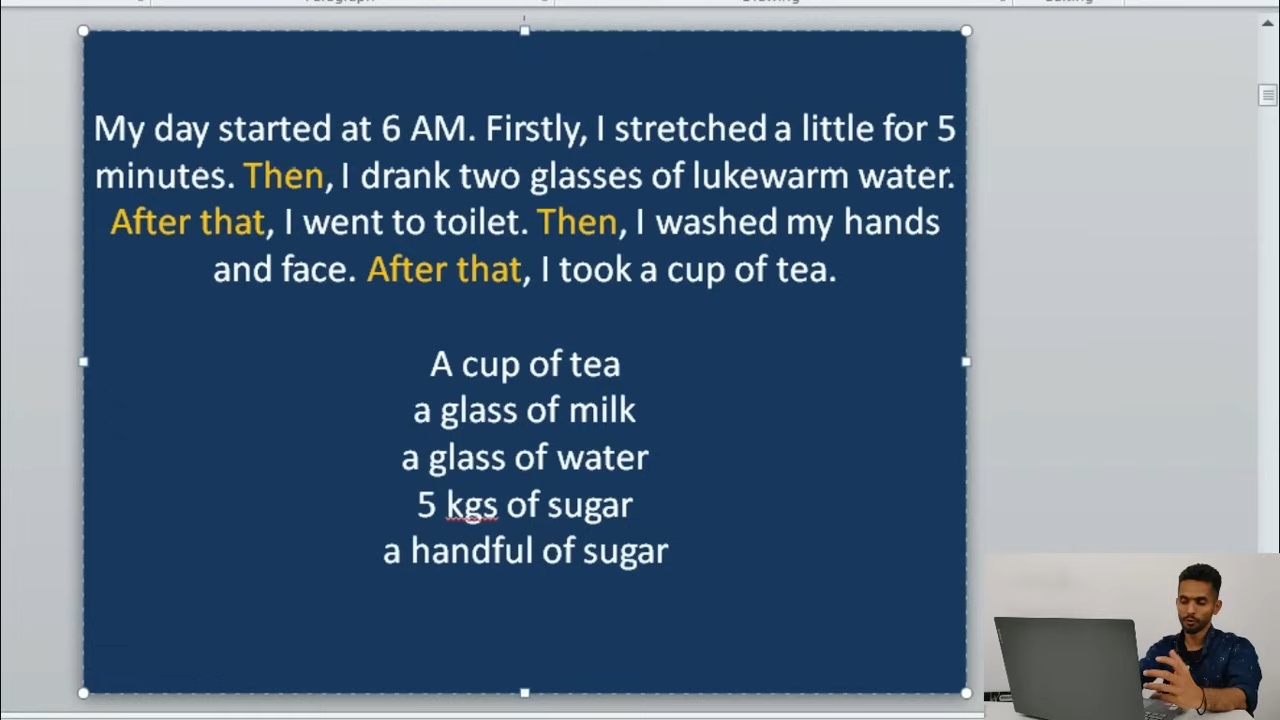 My day started at 6 AM. Firstly, I stretched a little for 5
minutes. Then, I drank two glasses of lukewarm water.
After that, I went to toilet. Then, I washed my hands
and face. After that, I took a cup of tea.
A cup of tea
a glass of milk
a glass of water
5 kgs of sugar
a handful of sugar